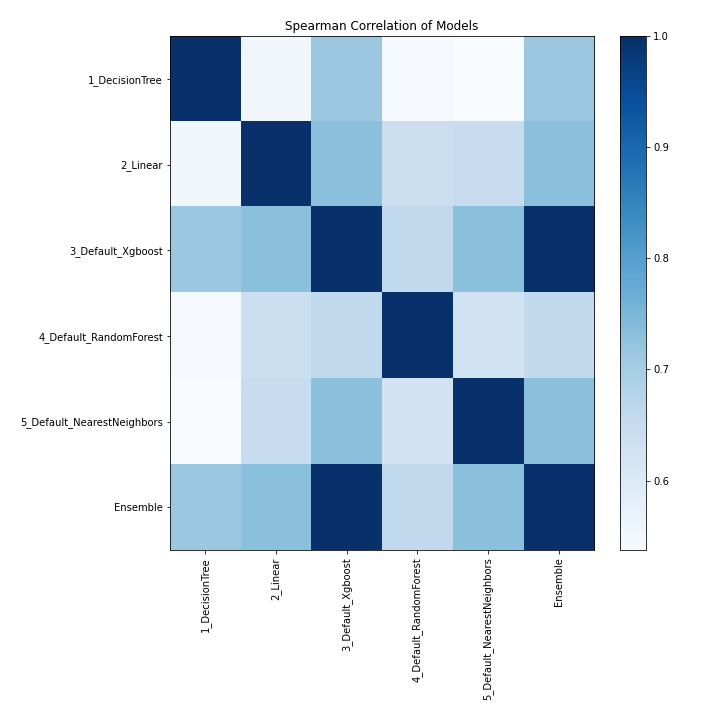 Spearman Correlation of Models
1_DecisionTree
2_Linear
3_Default_Xgboost
4_Default_RandomForest
5_Default_NearestNeighbors
Ensemble
1_DecisionTree
2_Linear
3_Default_Xgboost
4_Default_RandomForest
5_Default_NearestNeighbors
Ensemble
1.0
0.9
0.8
0.7
0.6